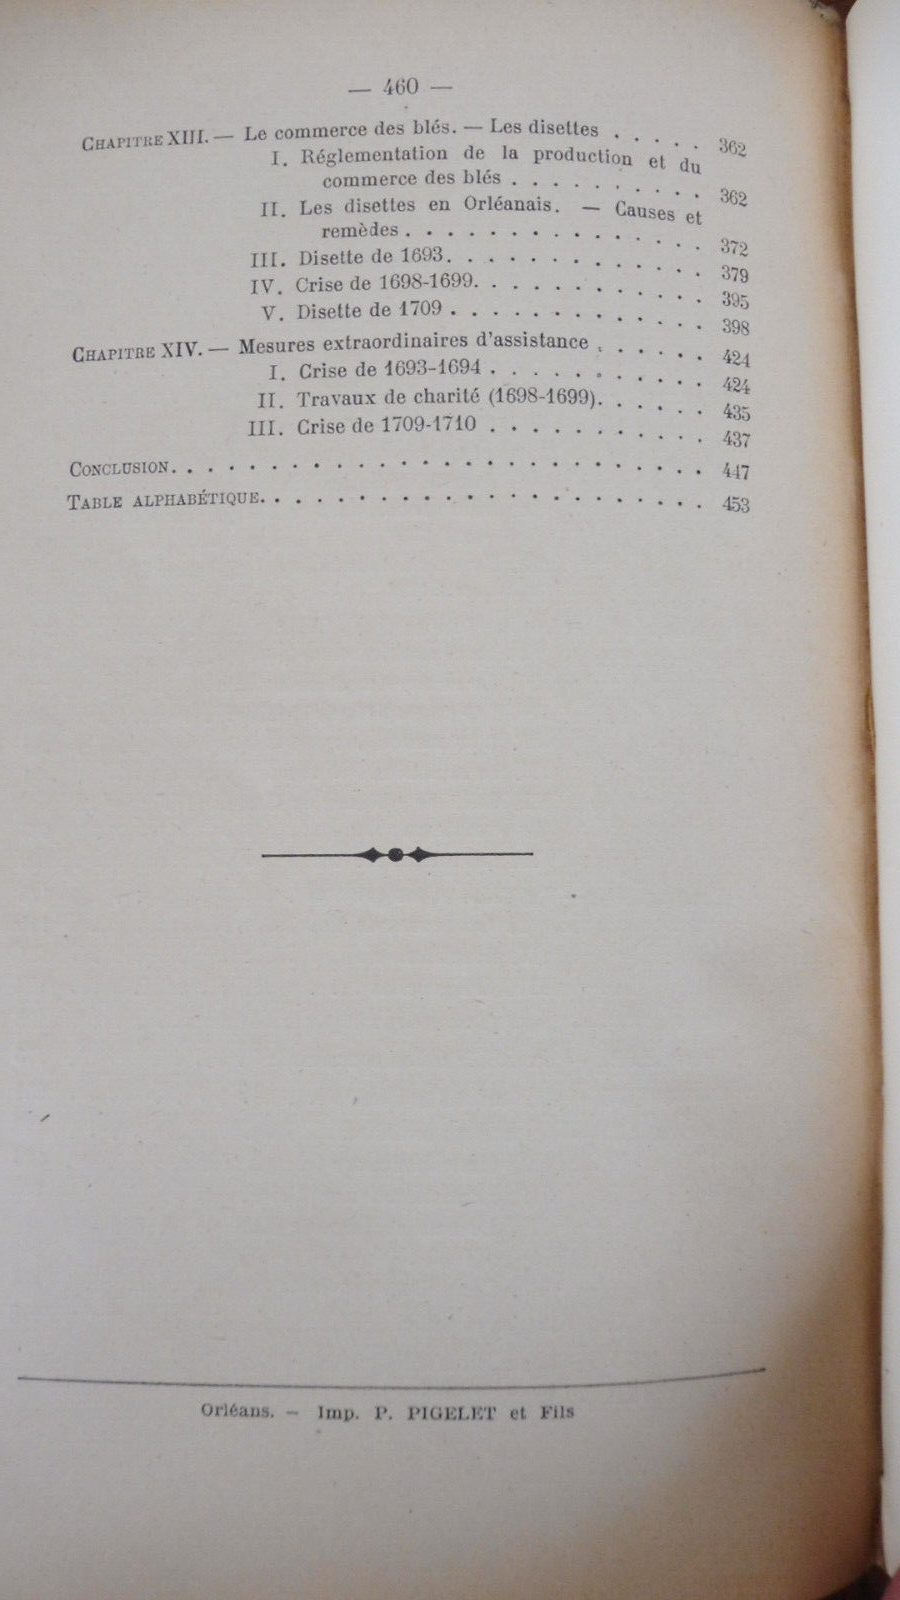 — 460 —
CHAPITRE XIII. — Le commerce des blés. — Les disettes . . . . . 362
I. Réglementation de la production et du
commerce des blés . . . . . . . . . . 362
II. Les disettes en Orléanais. — Causes et
remèdes . . . . . . . . . . . . . . . 372
III. Disette de 1693. . . . . . . . . . . . 379
IV. Crise de 1698-1699. . . . . . . . . . . 395
V. Disette de 1709 . . . . . . . . . . . . 398
CHAPITRE XIV. — Mesures extraordinaires d'assistance . . . . . . 424
I. Crise de 1693-1694 . . . . . . . . . . 424
II. Travaux de charité (1698-1699). . . . . . 435
III. Crise de 1709-1710 . . . . . . . . . . 437
CONCLUSION. . . . . . . . . . . . . . . . . . . . . . . . 447
TABLE ALPHABÉTIQUE. . . . . . . . . . . . . . . . . . . . 453
Orléans. — Imp. P. PIGELET et Fils